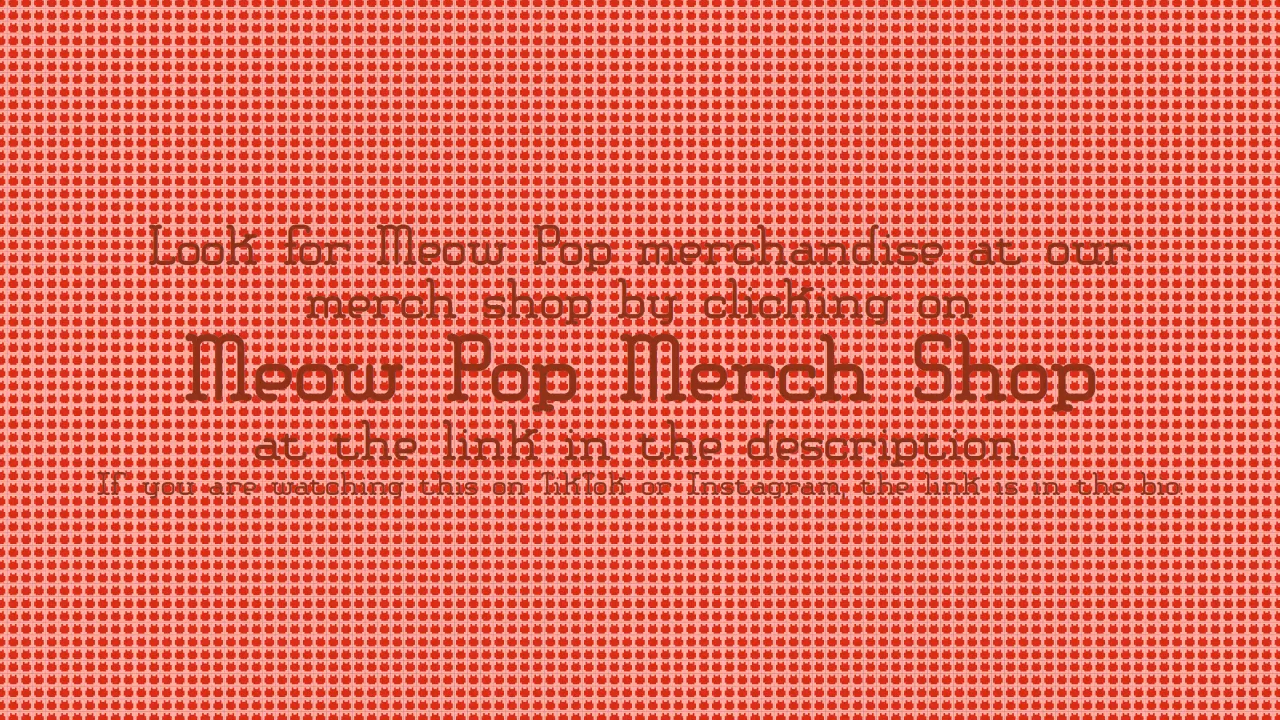 Look for Meow Pop merchandise at our
merch shop by clicking on
Meow Pop Merch Shop
at the link in the description.
If you are watching this on TikTok or Instagram, the link is in the bio.